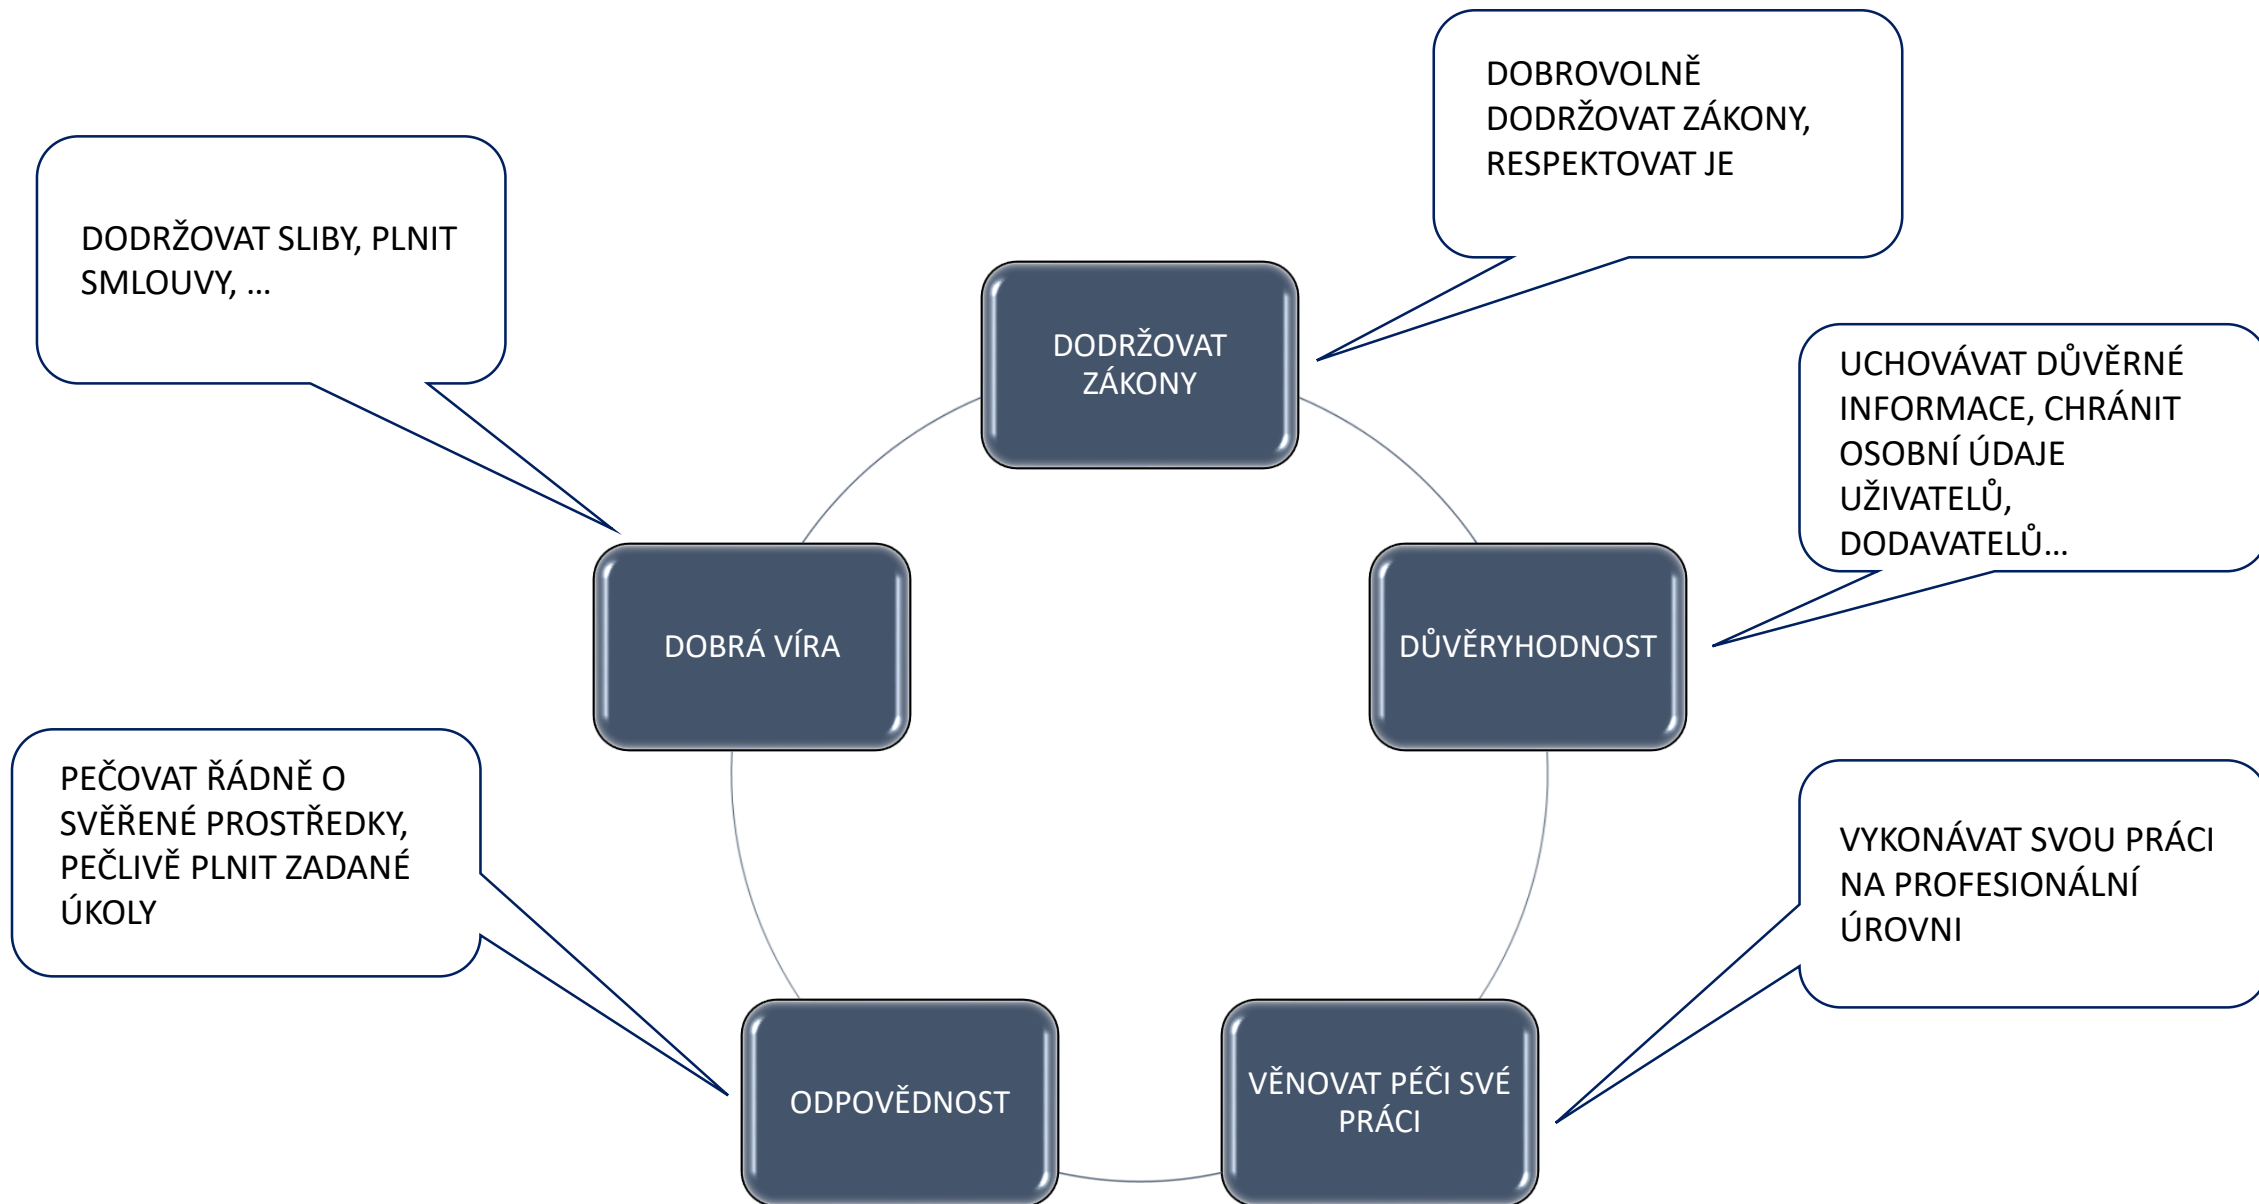 DOBROVOLNĚ
DODRŽOVAT ZÁKONY,
RESPEKTOVAT JE
DODRŽOVAT SLIBY, PLNIT
SMLOUVY, ...
DODRŽOVAT
ZÁKONY
UCHOVÁVAT DŮVĚRNÉ
INFORMACE, CHRÁNIT
OSOBNÍ ÚDAJE
UŽIVATELŮ,
DODAVATELŮ...
DOBRÁ VÍRA
DŮVĚRYHODNOST
PEČOVAT ŘÁDNĚ O
SVĚŘENÉ PROSTŘEDKY,
PEČLIVĚ PLNIT ZADANÉ
ÚKOLY
VYKONÁVAT SVOU PRÁCI
NA PROFESIONÁLNÍ
ÚROVNI
ODPOVĚDNOST
VĚNOVAT PÉČI SVÉ
PRÁCI